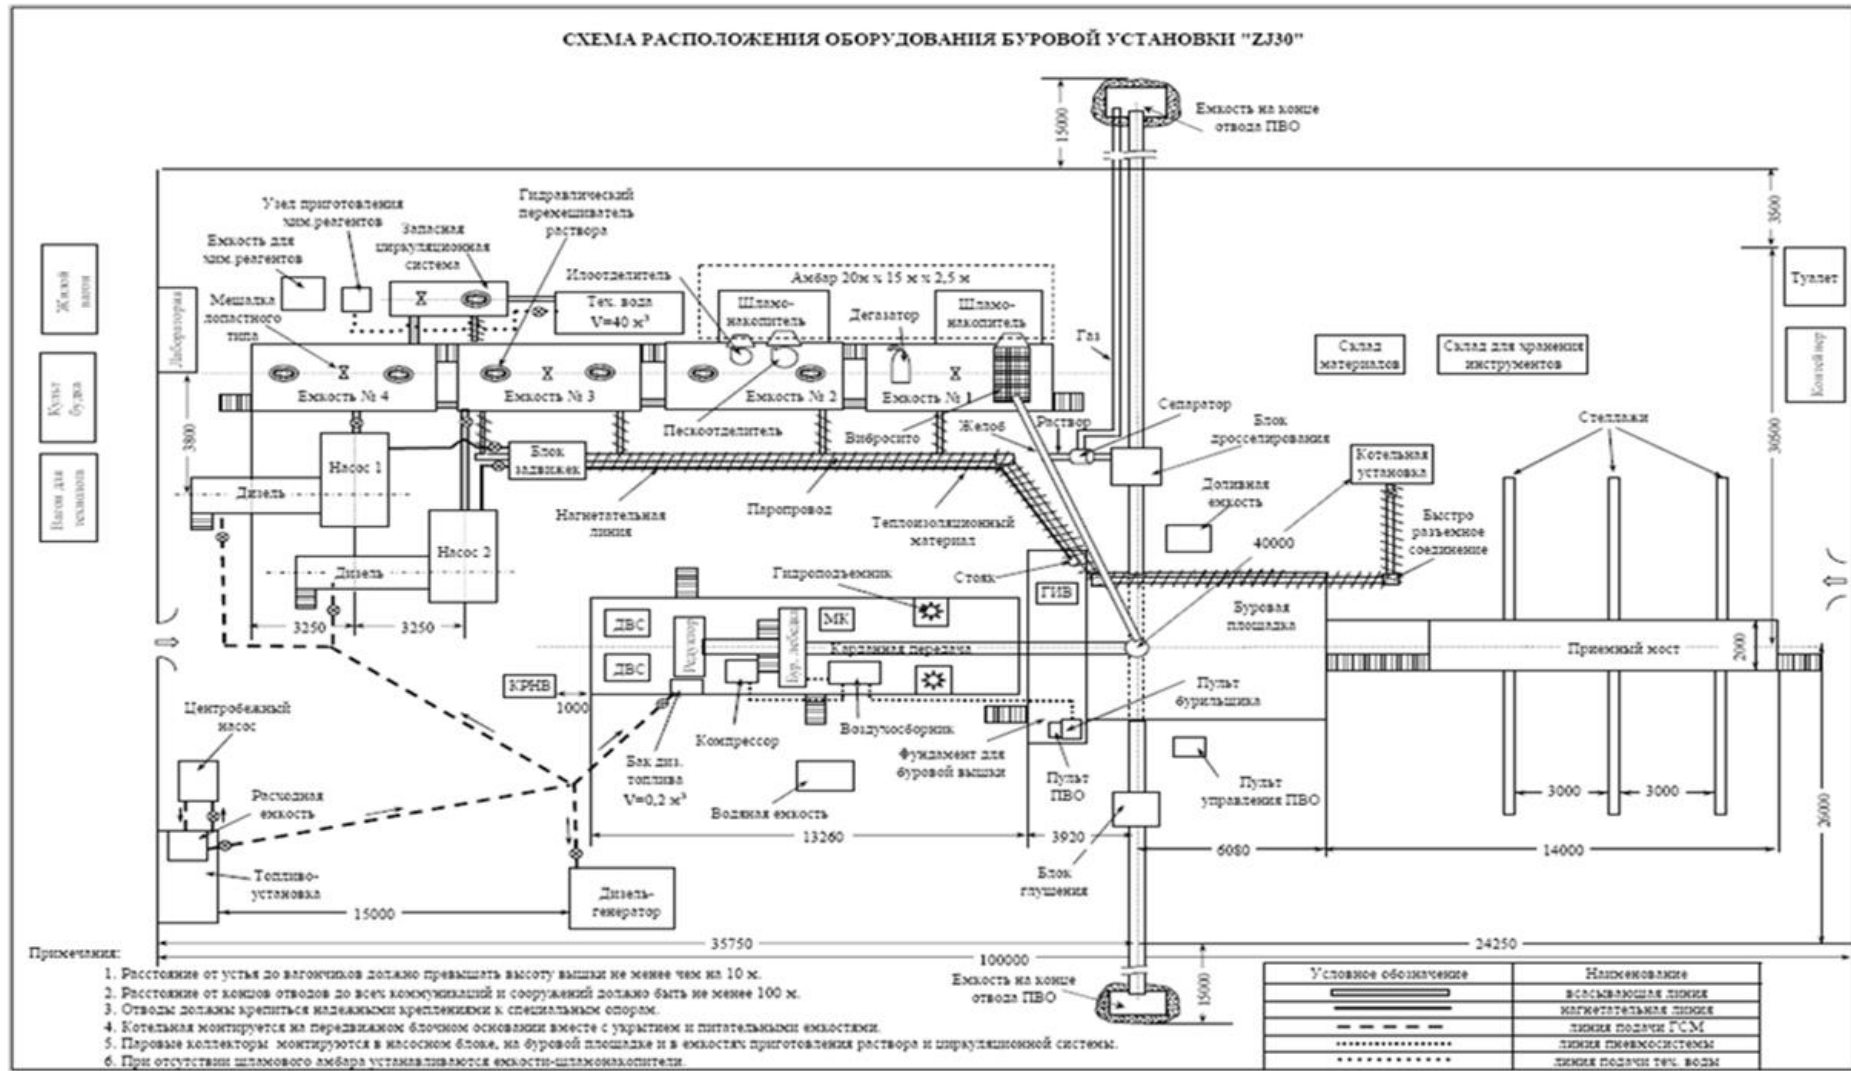 СХЕМА РАСПОЛОЖЕНИЯ ОБОРУДОВАНИЯ БУРОВОЙ УСТАНОВКИ "ZJ30"
15000
Емкость на конце
отвода ПВО
3500
Узел приготовления
хим.реагентов
Гидравлический
перемешиватель
раствора
Запасная
циркуляционная
система
Емкость для
хим.реагентов
Илоотделитель
Амбар 20м х 15 м х 2,5 м
Жилой
вагон
Лаборатория
Мешалка
лопастного
типа
Тех. вода
V=40 м³
Шламо-
накопитель
Дегазатор
Шламо-
накопитель
Газ
Туалет
Склад
материалов
Склад для хранения
инструментов
Контейнер
Культ
будка
Емкость № 4
Емкость № 3
Емкость № 2
Емкость № 1
Сепаратор
Стеллажи
3800
Пескоотделитель
Вибросито
Желоб
Раствор
Блок
дросселирования
30500
Блок
задвижек
Насос 1
Котельная
установка
Вагон для
Дизель
Нагнетательная
линия
Паропровод
Теплоизоляционный
материал
Доливная
емкость
Быстро
разъемное
соединение
40000
Насос 2
Дизель
Гидроподъемник
Стояк
ГИВ
Буровая
площадка
3250
3250
ДВС
Редуктор
Бур. лебедка
МК
Карданная передача
Приемный мост
2000
ДВС
КРНВ
1000
Пульт
бурильщика
Центробежный
насос
Компрессор
Воздухосборник
Фундамент для
буровой вышки
Бак диз.
топлива
V=0,2 м³
Водяная емкость
Пульт
ПВО
Пульт
управления ПВО
3000
3000
26000
Расходная
емкость
13260
3920
6080
14000
Топливо-
установка
Дизель-
генератор
Блок
глушения
15000
35750
24250
100000
Примечания:
1. Расстояние от устья до вагончиков должно превышать высоту вышки не менее чем на 10 м.
2. Расстояние от концов отводов до всех коммуникаций и сооружений должно быть не менее 100 м.
3. Отводы должны крепиться надежными креплениями к специальным опорам.
4. Котельная монтируется на передвижном блочном основании вместе с укрытием и питательными емкостями.
5. Паровые коллекторы монтируются в насосном блоке, на буровой площадке и в емкостях приготовления раствора и циркуляционной системы.
6. При отсутствии шламового амбара устанавливаются емкости-шламонакопители.
Емкость на конце
отвода ПВО
15000
Условное обозначение Наименование
всасывающая линия
нагнетательная линия
линия подачи ГСМ
линия пневмосистемы
линия подачи тех. воды